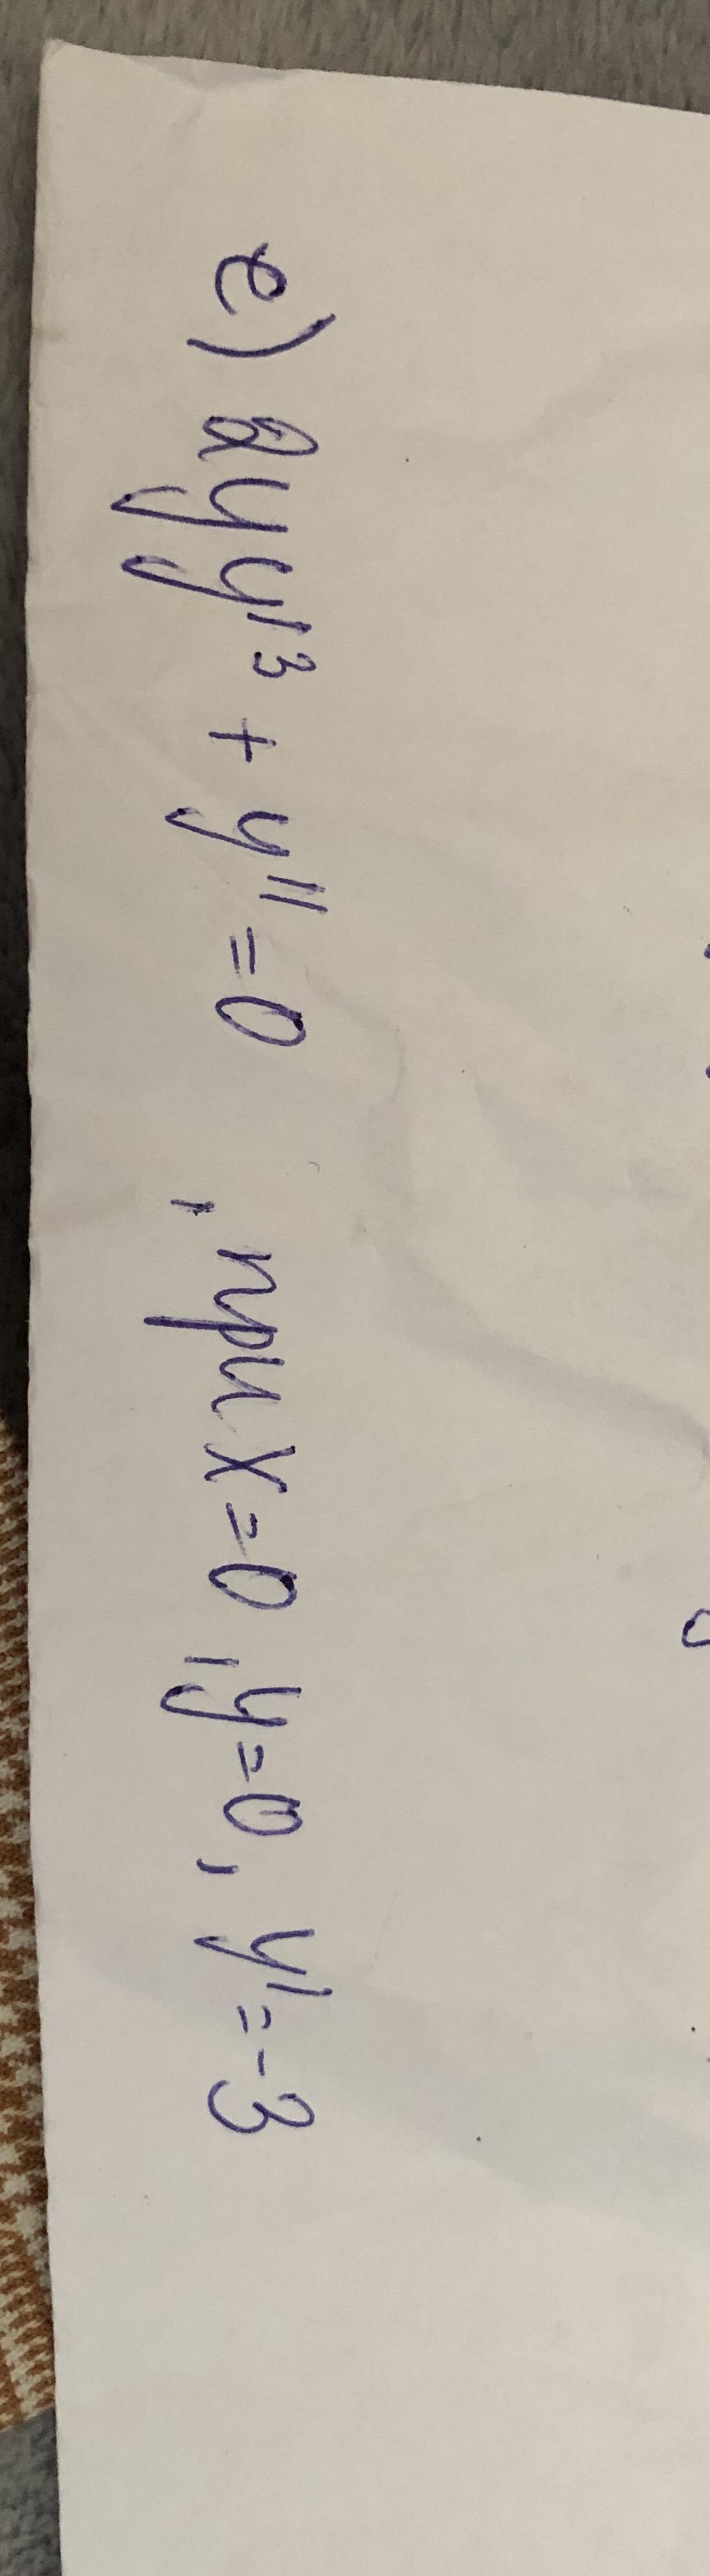 e) 2yy'³ + y'' = 0 , при x=0, y=0, y'=-3